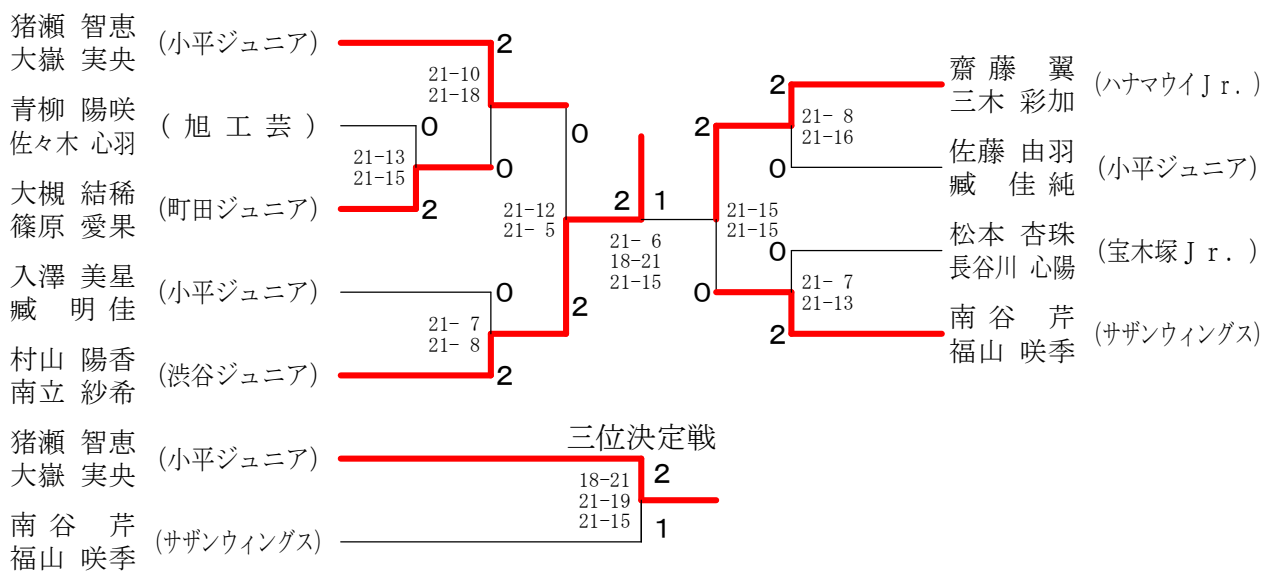 猪瀬 智恵
大嶽 実央
(小平ジュニア)
2
21-10
21-18
青柳 陽咲
佐々木 心羽
(旭工芸)
0
21-13
21-15
0
大槻 結稀
篠原 愛果
(町田ジュニア)
2
0
21-12
21- 5
入澤 美星
臧 明佳
(小平ジュニア)
0
21- 7
21- 8
2
村山 陽香
南立 紗希
(渋谷ジュニア)
2
2 1
21- 6
18-21
21-15
齋藤 翼
三木 彩加
(ハナマウイJr.)
2
2
21- 8
21-16
佐藤 由羽
臧 佳純
(小平ジュニア)
0
21-15
21-15
松本 杏珠
長谷川 心陽
(宝木塚Jr.)
0
0
21- 7
21-13
南谷 芹
福山 咲季
(サザンウィングス)
2
三位決定戦
猪瀬 智恵
大嶽 実央
(小平ジュニア)
2
18-21
21-19
21-15
1
南谷 芹
福山 咲季
(サザンウィングス)